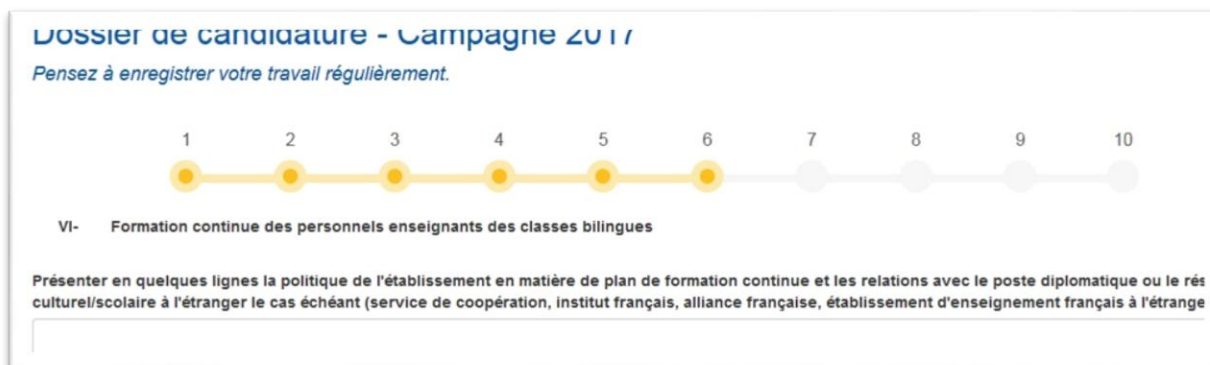 Dossier de candidature - Campagne 2017
Pensez à enregistrer votre travail régulièrement.
1 2 3 4 5 6 7 8 9 10
VI- Formation continue des personnels enseignants des classes bilingues
Présenter en quelques lignes la politique de l'établissement en matière de plan de formation continue et les relations avec le poste diplomatique ou le rés
culturel/scolaire à l'étranger le cas échéant (service de coopération, institut français, alliance française, établissement d'enseignement français à l'étrange